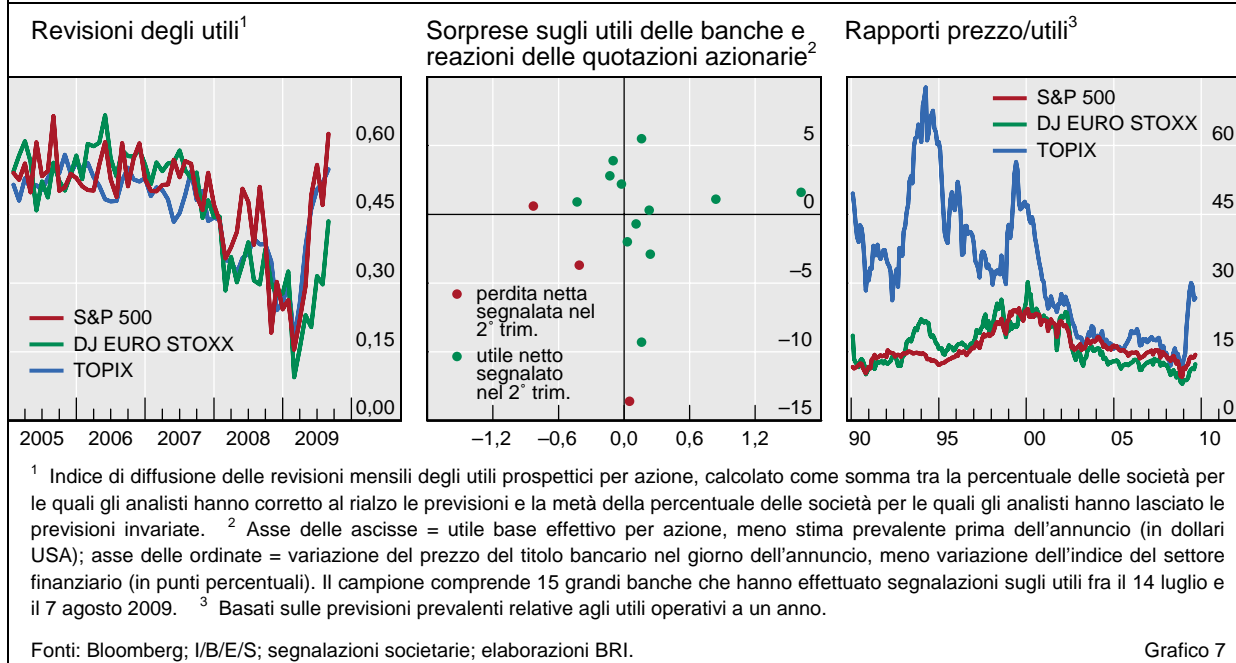 Revisioni degli utili¹
Sorprese sugli utili delle banche e
reazioni delle quotazioni azionarie²
Rapporti prezzo/utili³
0,60
0,45
0,30
0,15
0,00
S&P 500
DJ EURO STOXX
TOPIX
2005 2006 2007 2008 2009
5
0
–5
–10
–15
perdita netta
segnalata nel
2° trim.
utile netto
segnalato
nel 2° trim.
–1,2 –0,6 0,0 0,6 1,2
S&P 500
DJ EURO STOXX
TOPIX
60
45
30
15
0
90 95 00 05 10
¹ Indice di diffusione delle revisioni mensili degli utili prospettici per azione, calcolato come somma tra la percentuale delle società per
le quali gli analisti hanno corretto al rialzo le previsioni e la metà della percentuale delle società per le quali gli analisti hanno lasciato le
previsioni invariate. ² Asse delle ascisse = utile base effettivo per azione, meno stima prevalente prima dell’annuncio (in dollari
USA); asse delle ordinate = variazione del prezzo del titolo bancario nel giorno dell’annuncio, meno variazione dell’indice del settore
finanziario (in punti percentuali). Il campione comprende 15 grandi banche che hanno effettuato segnalazioni sugli utili fra il 14 luglio e
il 7 agosto 2009. ³ Basati sulle previsioni prevalenti relative agli utili operativi a un anno.
Fonti: Bloomberg; I/B/E/S; segnalazioni societarie; elaborazioni BRI.
Grafico 7